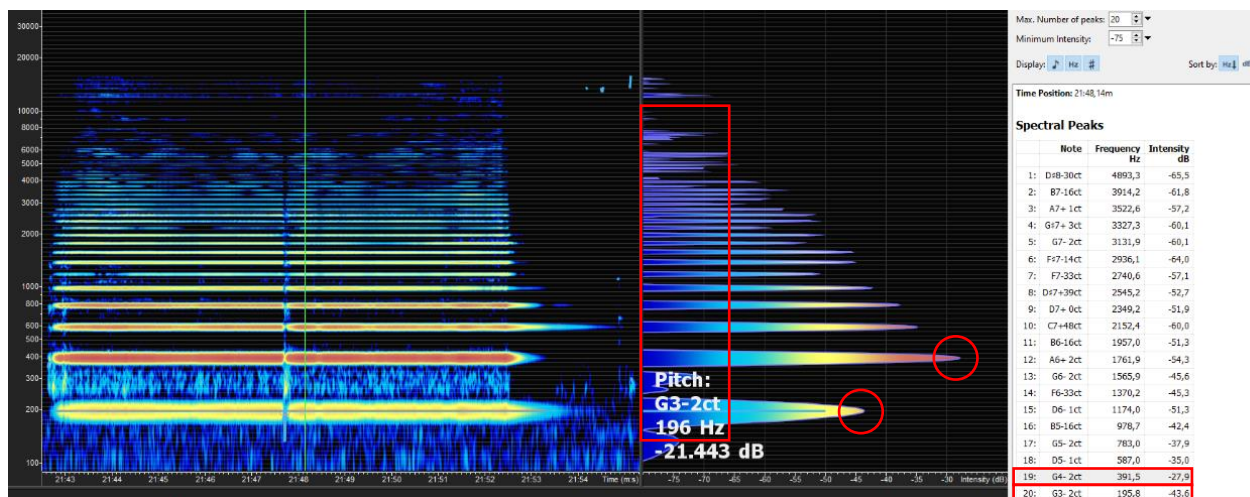 Max. Number of peaks: 20
Minimum Intensity: -75
Display: Hz # Sort by: Hz dB
Time Position: 21:48,14m
Spectral Peaks
Note Frequency Hz Intensity dB
1: D♯8-30ct 4893,3 -65,5
2: B7-16ct 3914,2 -61,8
3: A7+ 1ct 3522,6 -57,2
4: G♯7+ 3ct 3327,3 -60,1
5: G7- 2ct 3131,9 -60,1
6: F♯7-14ct 2936,1 -64,0
7: F7-33ct 2740,6 -57,1
8: D♯7+39ct 2545,2 -52,7
9: D7+ 0ct 2349,2 -51,9
10: C7+48ct 2152,4 -60,0
11: B6-16ct 1957,0 -51,3
12: A6+ 2ct 1761,9 -54,3
13: G6- 2ct 1565,9 -45,6
14: F6-33ct 1370,2 -45,3
15: D6- 1ct 1174,0 -51,3
16: B5-16ct 978,7 -42,4
17: G5- 2ct 783,0 -37,9
18: D5- 1ct 587,0 -35,0
19: G4- 2ct 391,5 -27,9
20: G3- 2ct 195,8 -43,6
30000
20000
10000
8000
6000
5000
4000
3000
2000
1000
800
600
500
400
300
200
100
Pitch:
G3-2ct
196 Hz
-21.443 dB
21:43 21:44 21:45 21:46 21:47 21:48 21:49 21:50 21:51 21:52 21:53 21:54 Time (m:s)
-75 -70 -65 -60 -55 -50 -45 -40 -35 -30 Intensity (dB)